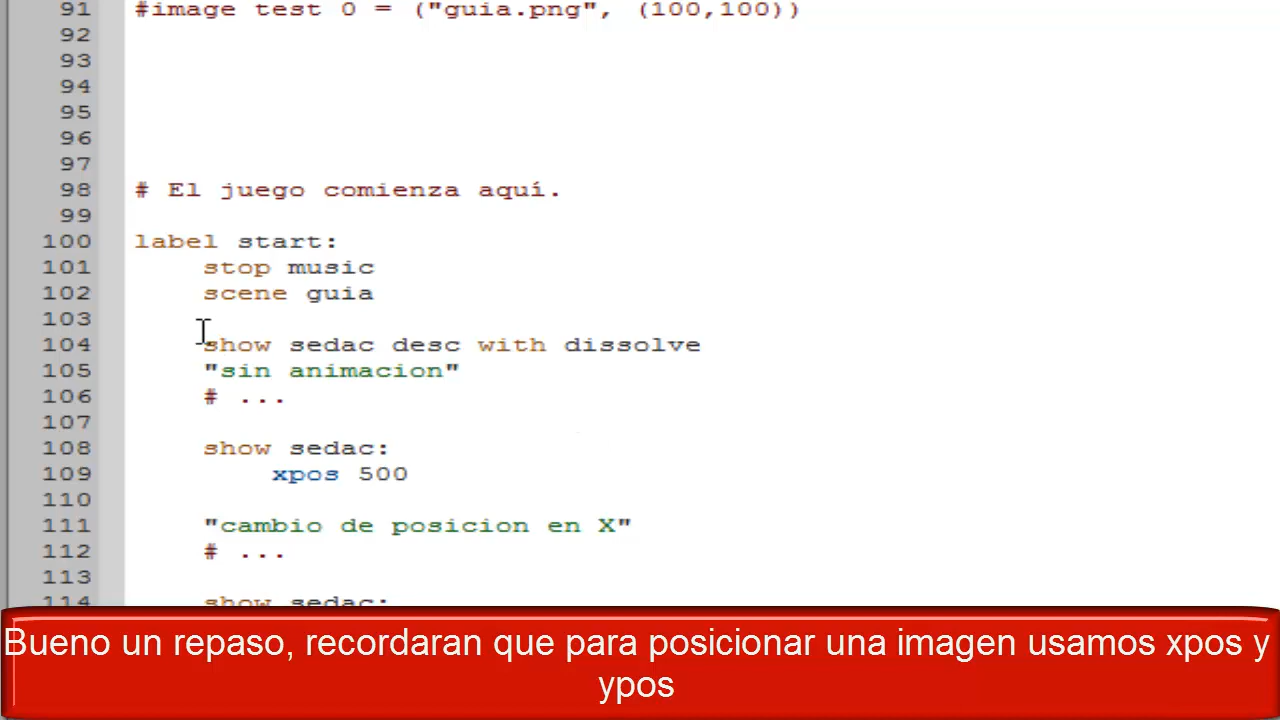 91 #image test 0 = ("guia.png", (100,100))
92
93
94
95
96
97
98 # El juego comienza aquí.
99
100 label start:
101 stop music
102 scene guia
103
104 show sedac desc with dissolve
105 "sin animacion"
106 # ...
107
108 show sedac:
109 xpos 500
110
111 "cambio de posicion en X"
112 # ...
113
114 show sedac:
Bueno un repaso, recordaran que para posicionar una imagen usamos xpos y
ypos